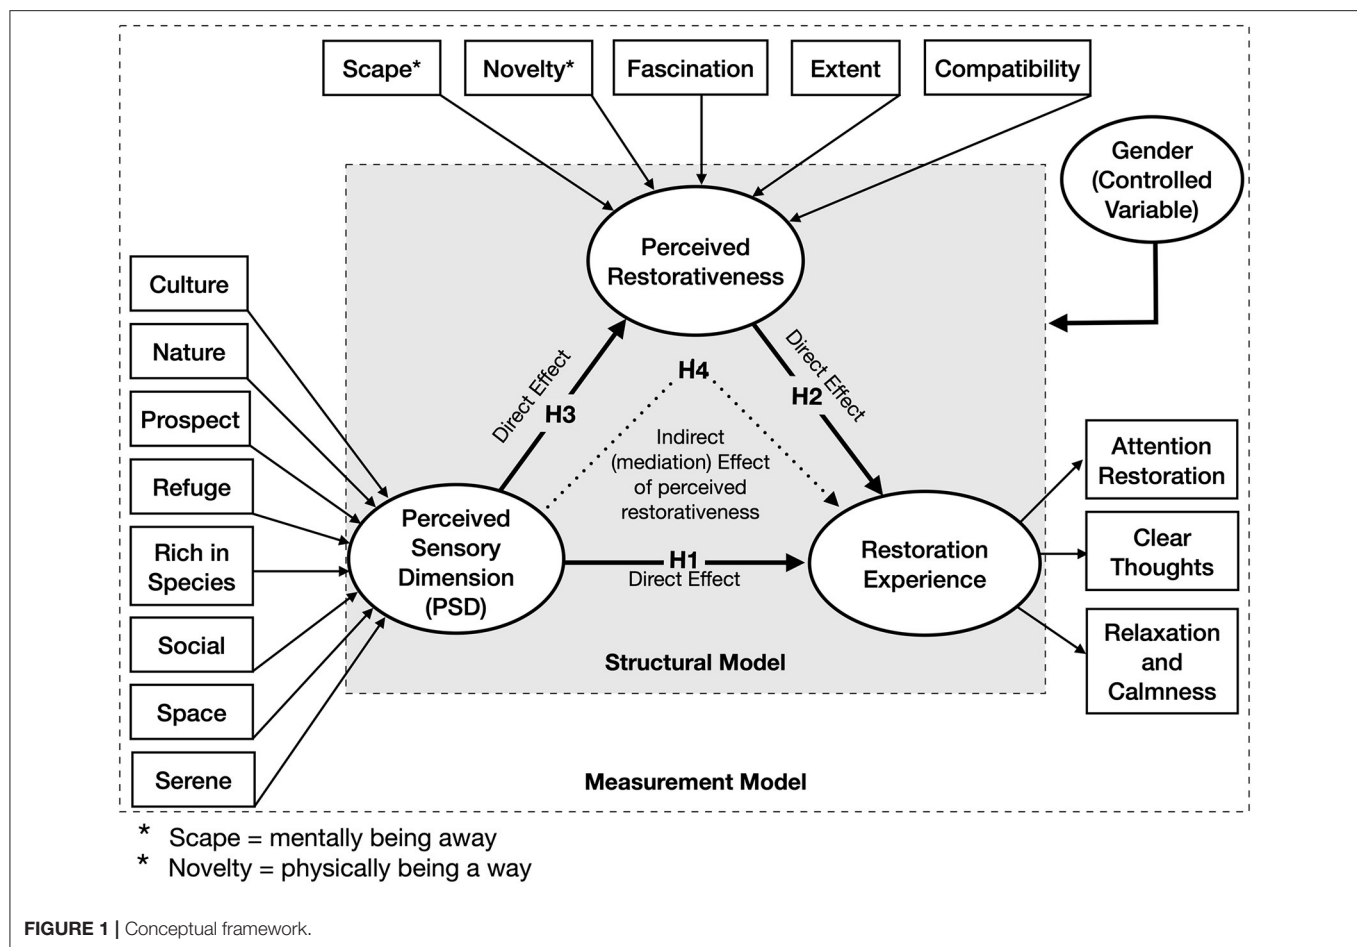 Scape*
Novelty*
Fascination
Extent
Compatibility
Gender
(Controlled
Variable)
Perceived
Restorativeness
Culture
Nature
Prospect
Refuge
Rich in
Species
Social
Space
Serene
Direct Effect
H3
H4
Direct Effect
H2
Indirect
(mediation) Effect
of perceived
restorativeness
Perceived
Sensory
Dimension
(PSD)
H1
Direct Effect
Restoration
Experience
Attention
Restoration
Clear
Thoughts
Relaxation
and
Calmness
Structural Model
Measurement Model
* Scape = mentally being away
* Novelty = physically being a way
FIGURE 1 | Conceptual framework.